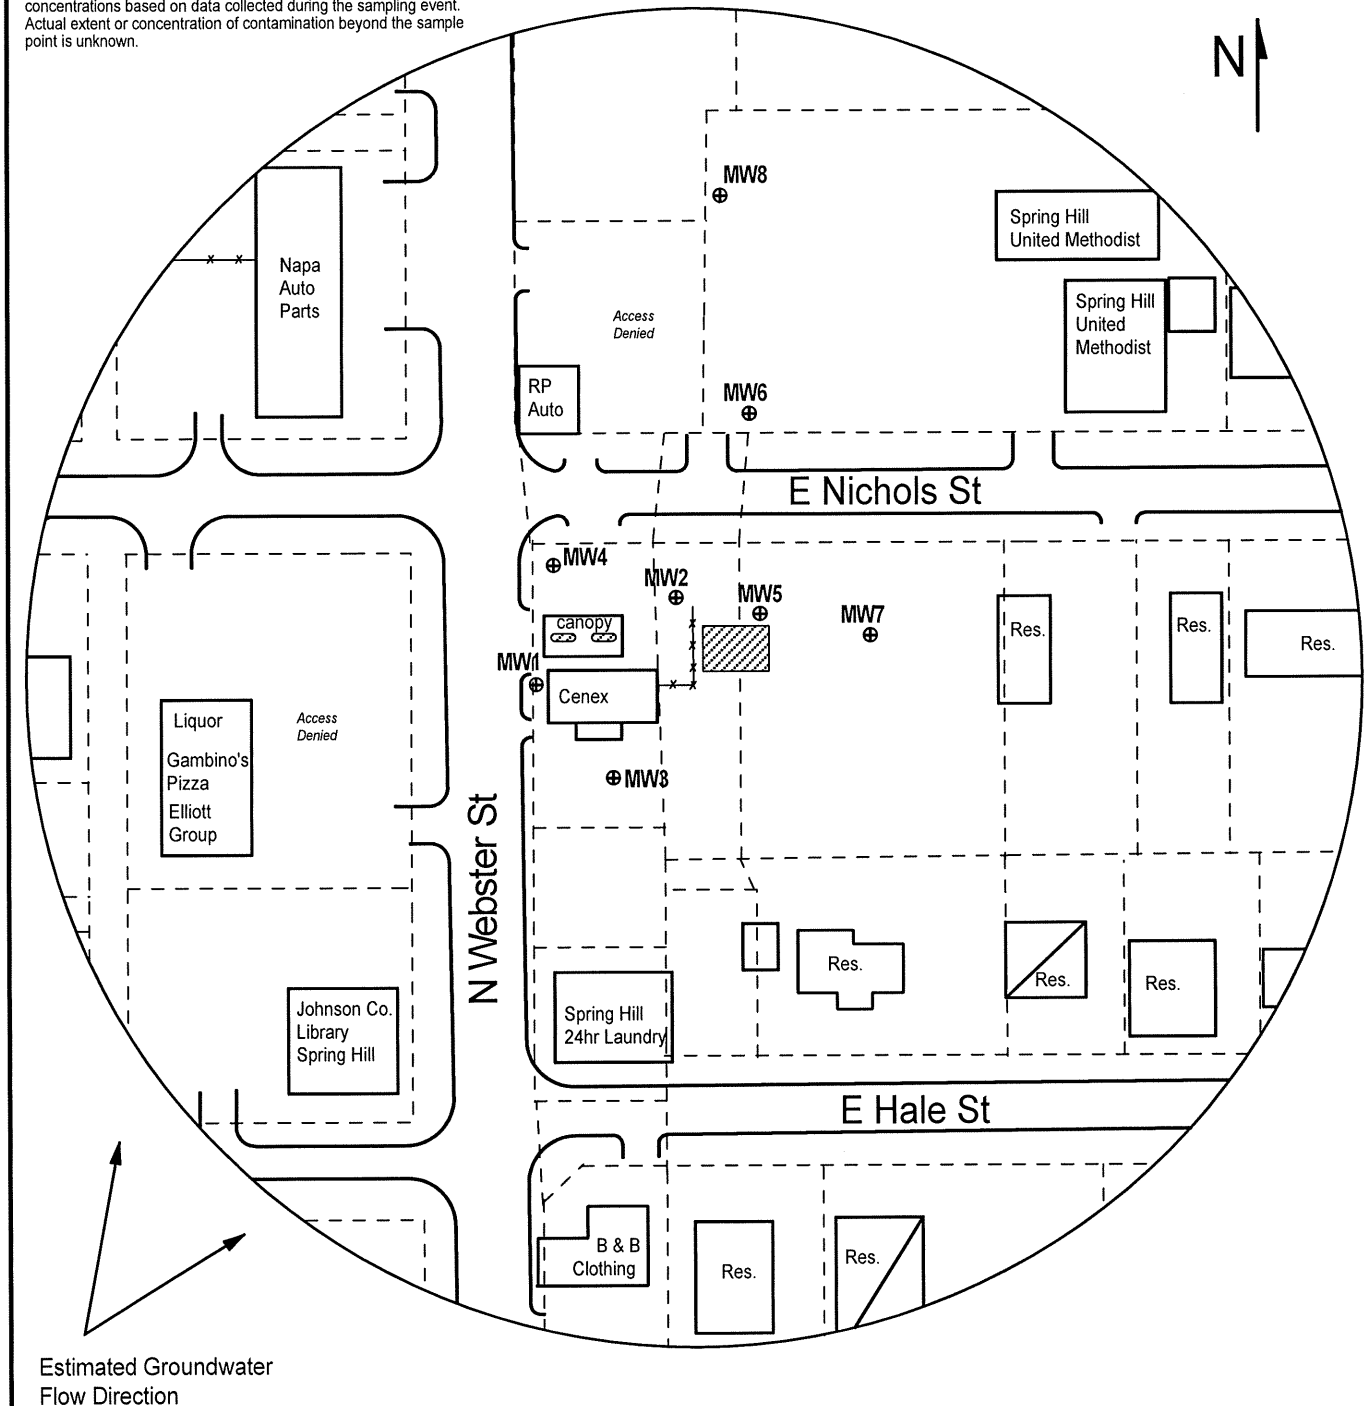 concentrations based on data collected during the sampling event.
Actual extent or concentration of contamination beyond the sample
point is unknown.
N
MW8
Spring Hill
United Methodist
Napa
Auto
Parts
Spring Hill
United
Methodist
Access
Denied
RP
Auto
MW6
E Nichols St
MW4
MW2
MW5
MW7
canopy
Res.
Res.
Res.
MW1
Cenex
Liquor
Gambino's
Pizza
Elliott
Group
Access
Denied
MW3
N Webster St
Res.
Res.
Res.
Johnson Co.
Library
Spring Hill
Spring Hill
24hr Laundry
E Hale St
B & B
Clothing
Res.
Res.
Estimated Groundwater
Flow Direction